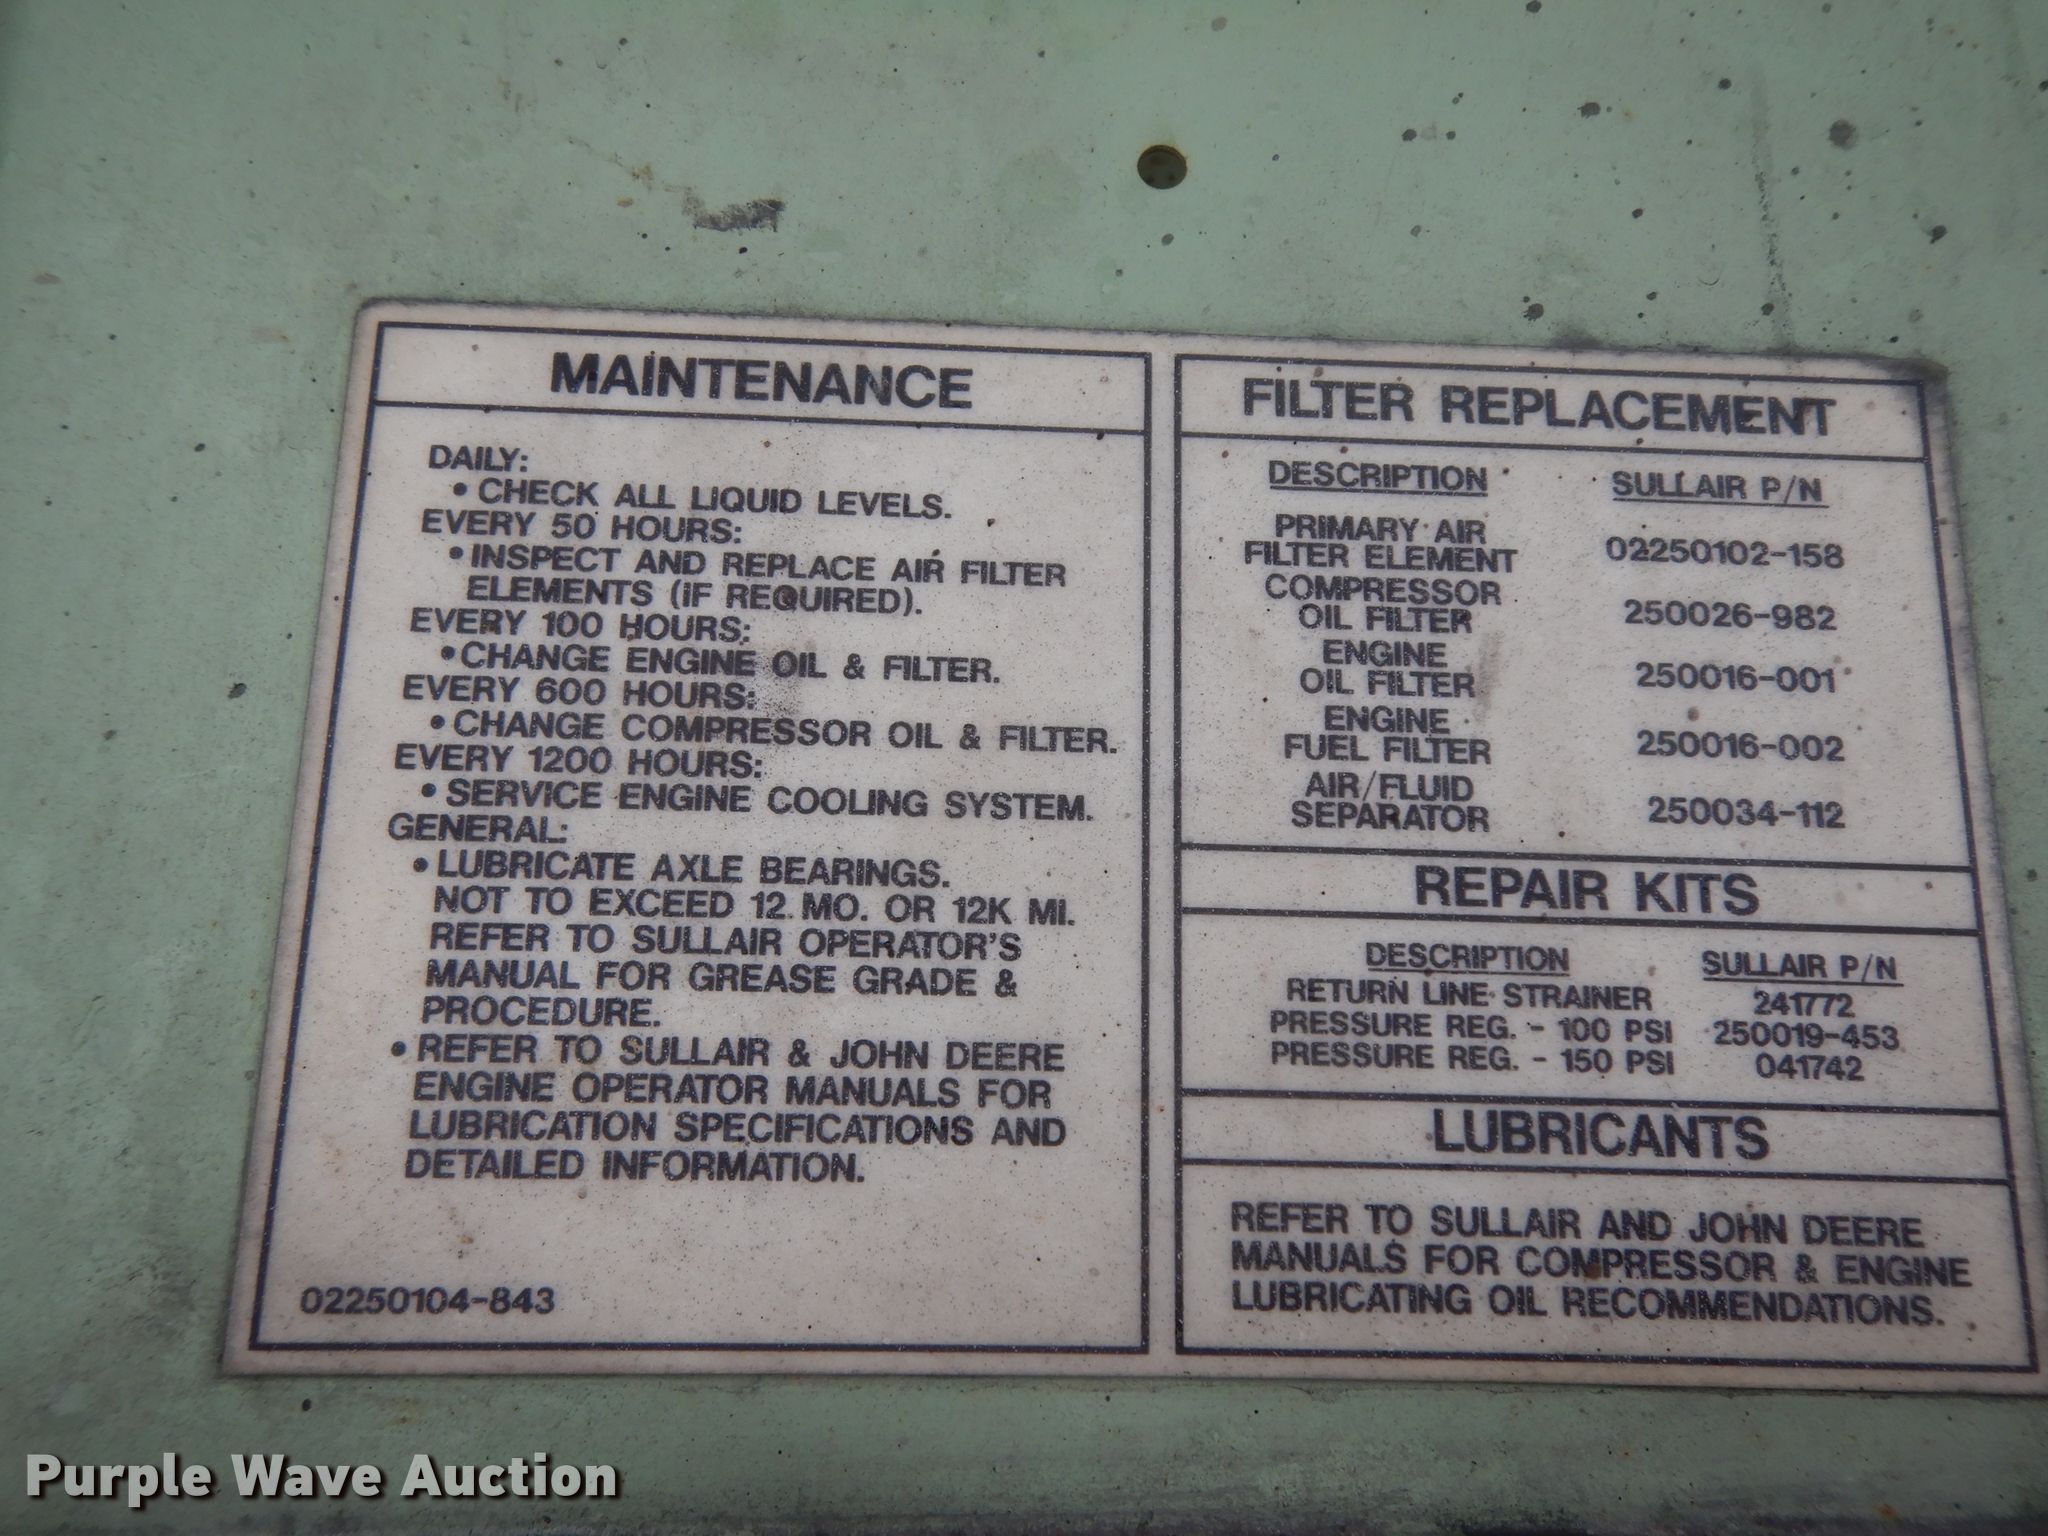 MAINTENANCE
DAILY:
• CHECK ALL LIQUID LEVELS.
EVERY 50 HOURS:
• INSPECT AND REPLACE AIR FILTER
ELEMENTS (IF REQUIRED).
EVERY 100 HOURS:
• CHANGE ENGINE OIL & FILTER.
EVERY 600 HOURS:
• CHANGE COMPRESSOR OIL & FILTER.
EVERY 1200 HOURS:
• SERVICE ENGINE COOLING SYSTEM.
GENERAL:
• LUBRICATE AXLE BEARINGS.
NOT TO EXCEED 12 MO. OR 12K MI.
REFER TO SULLAIR OPERATOR'S
MANUAL FOR GREASE GRADE &
PROCEDURE.
• REFER TO SULLAIR & JOHN DEERE
ENGINE OPERATOR MANUALS FOR
LUBRICATION SPECIFICATIONS AND
DETAILED INFORMATION.
02250104-843
FILTER REPLACEMENT
DESCRIPTION SULLAIR P/N
PRIMARY AIR
FILTER ELEMENT 02250102-158
COMPRESSOR
OIL FILTER 250026-982
ENGINE
OIL FILTER 250016-001
ENGINE
FUEL FILTER 250016-002
AIR/FLUID
SEPARATOR 250034-112
REPAIR KITS
DESCRIPTION SULLAIR P/N
RETURN LINE STRAINER 241772
PRESSURE REG. - 100 PSI 250019-453
PRESSURE REG. - 150 PSI 041742
LUBRICANTS
REFER TO SULLAIR AND JOHN DEERE
MANUALS FOR COMPRESSOR & ENGINE
LUBRICATING OIL RECOMMENDATIONS.
Purple Wave Auction